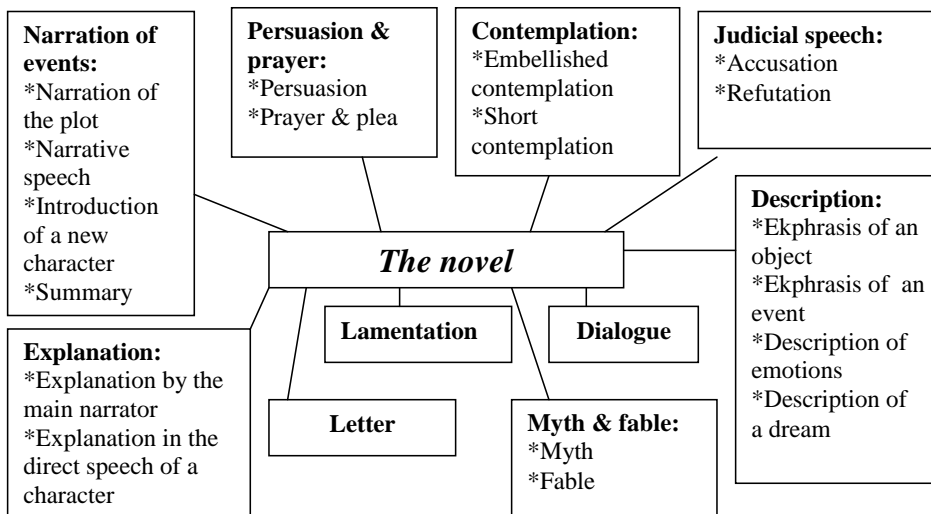 Narration of
events:
*Narration of
the plot
*Narrative
speech
*Introduction
of a new
character
*Summary
Persuasion &
prayer:
*Persuasion
*Prayer & plea
Contemplation:
*Embellished
contemplation
*Short
contemplation
Judicial speech:
*Accusation
*Refutation
The novel
Description:
*Ekphrasis of an
object
*Ekphrasis of an
event
*Description of
emotions
*Description of
a dream
Explanation:
*Explanation by the
main narrator
*Explanation in the
direct speech of a
character
Lamentation
Dialogue
Letter
Myth & fable:
*Myth
*Fable